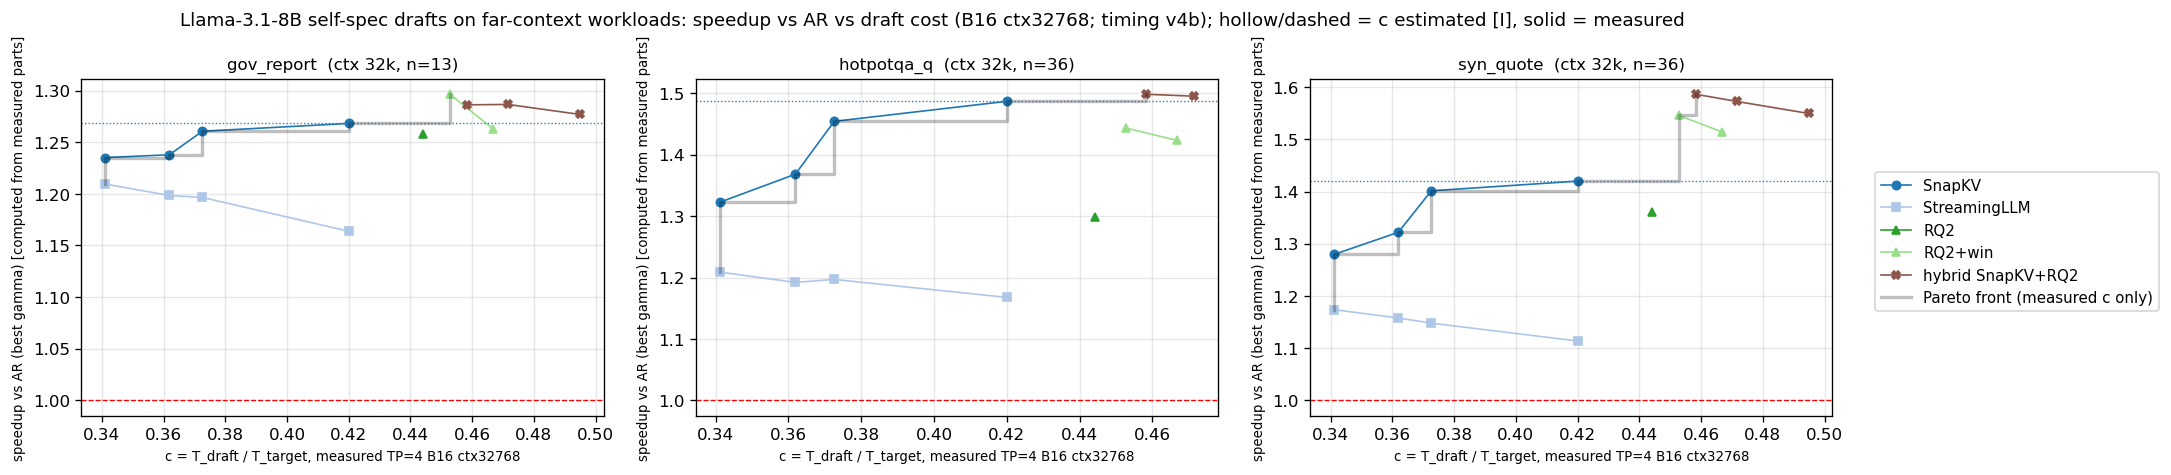 Llama-3.1-8B self-spec drafts on far-context workloads: speedup vs AR vs draft cost (B16 ctx32768; timing v4b); hollow/dashed = c estimated [I], solid = measured
gov_report  (ctx 32k, n=13)
speedup vs AR (best gamma) [computed from measured parts]
1.30
1.25
1.20
1.15
1.10
1.05
1.00
0.34 0.36 0.38 0.40 0.42 0.44 0.46 0.48 0.50
c = T_draft / T_target, measured TP=4 B16 ctx32768
hotpotqa_q  (ctx 32k, n=36)
speedup vs AR (best gamma) [computed from measured parts]
1.5
1.4
1.3
1.2
1.1
1.0
0.34 0.36 0.38 0.40 0.42 0.44 0.46
c = T_draft / T_target, measured TP=4 B16 ctx32768
syn_quote  (ctx 32k, n=36)
speedup vs AR (best gamma) [computed from measured parts]
1.6
1.5
1.4
1.3
1.2
1.1
1.0
0.34 0.36 0.38 0.40 0.42 0.44 0.46 0.48 0.50
c = T_draft / T_target, measured TP=4 B16 ctx32768
SnapKV
StreamingLLM
RQ2
RQ2+win
hybrid SnapKV+RQ2
Pareto front (measured c only)